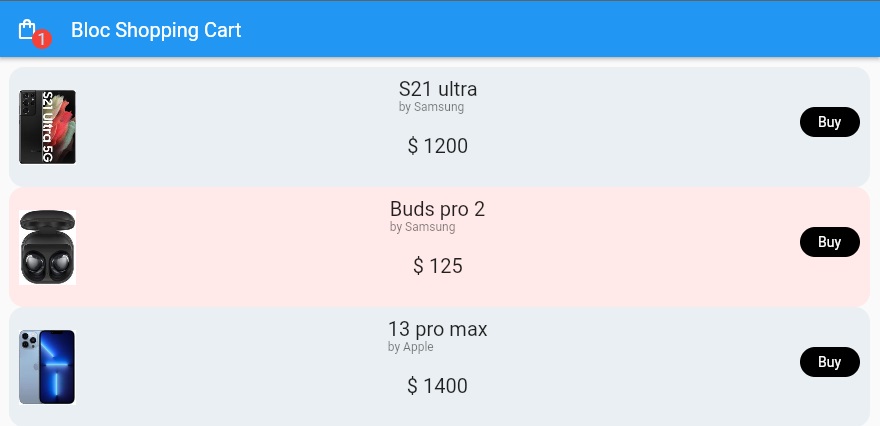 1
Bloc Shopping Cart
S21 ultra
by Samsung
$ 1200
Buy
S21 Ultra 5G
Buds pro 2
by Samsung
$ 125
Buy
13 pro max
by Apple
$ 1400
Buy